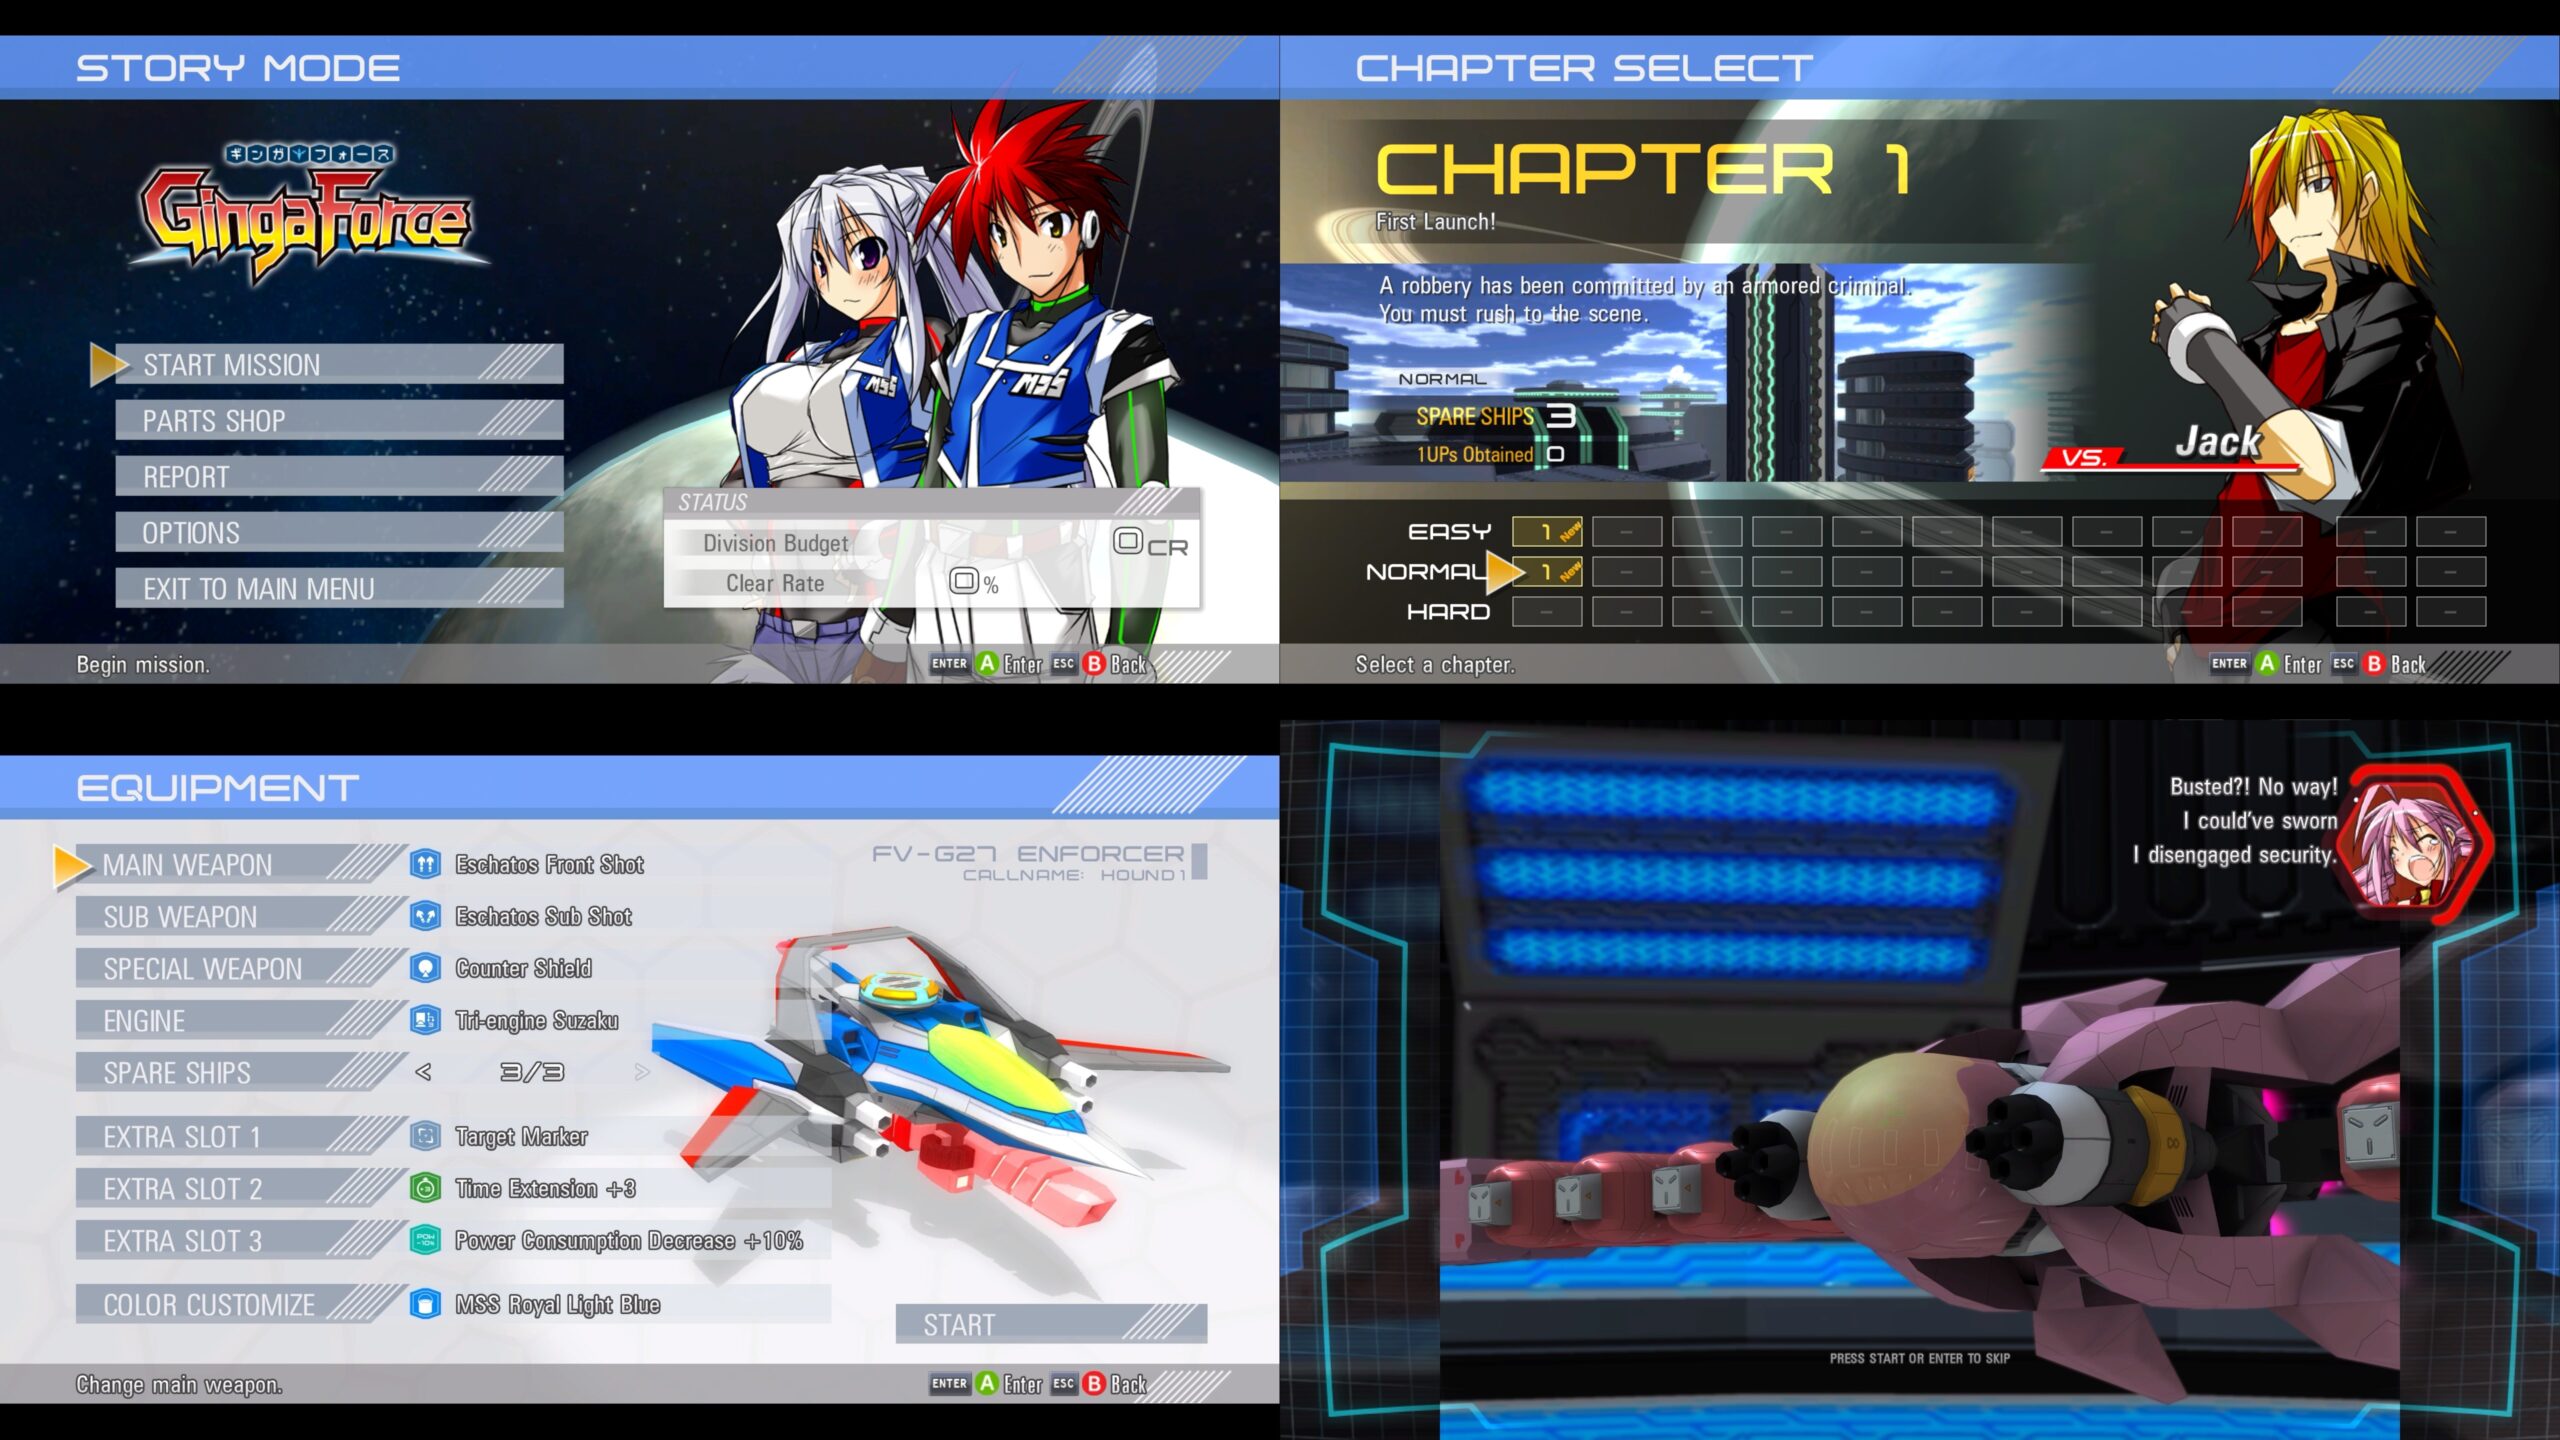 STORY MODE
ギンガフォース
GingaForce
START MISSION
PARTS SHOP
REPORT
OPTIONS
EXIT TO MAIN MENU
MSS
MSS
STATUS
Division Budget 0 CR
Clear Rate 0 %
Begin mission.
ENTER A Enter ESC B Back
CHAPTER SELECT
CHAPTER 1
First Launch!
A robbery has been committed by an armored criminal.
You must rush to the scene.
NORMAL
SPARE SHIPS 3
1UPs Obtained 0
VS. Jack
EASY 1 New - - - - - - - - - - -
NORMAL 1 New - - - - - - - - - - -
HARD - - - - - - - - - - - -
Select a chapter.
ENTER A Enter ESC B Back
EQUIPMENT
MAIN WEAPON Eschatos Front Shot
SUB WEAPON Eschatos Sub Shot
SPECIAL WEAPON Counter Shield
ENGINE Tri-engine Suzaku
SPARE SHIPS < 3/3 >
EXTRA SLOT 1 Target Marker
EXTRA SLOT 2 Time Extension +3
EXTRA SLOT 3 POW -10% Power Consumption Decrease +10%
COLOR CUSTOMIZE MSS Royal Light Blue
FV-G27 ENFORCER
CALLNAME: HOUND1
START
Change main weapon.
ENTER A Enter ESC B Back
Busted?! No way!
I could've sworn
I disengaged security.
PRESS START OR ENTER TO SKIP